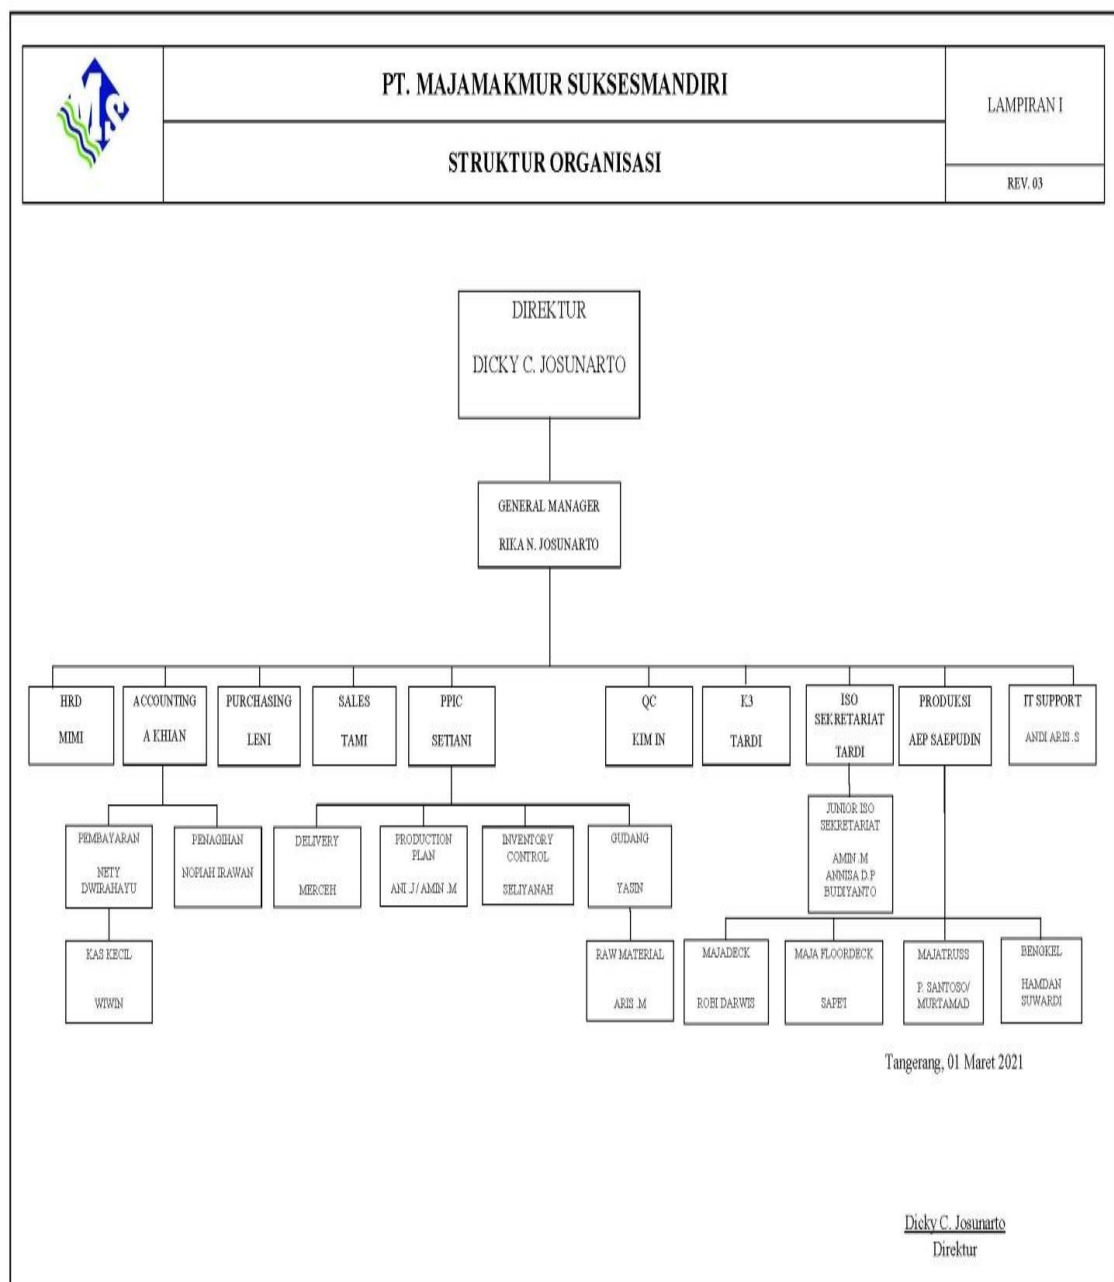 Ms
PT. MAJAMAKMUR SUKSESMANDIRI
STRUKTUR ORGANISASI
LAMPIRAN I
REV. 03
DIREKTUR
DICKY C. JOSUNARTO
GENERAL MANAGER
RIKA N. JOSUNARTO
HRD
MIMI
ACCOUNTING
A KHIAN
PURCHASING
LENI
SALES
TAMI
PPIC
SETIANI
QC
KIM IN
K3
TARDI
ISO
SEKRETARIAT
TARDI
PRODUKSI
AEP SAEPUDIN
IT SUPPORT
ANDI ARIS .S
PEMBAYARAN
NETY
DWIRAHAYU
PENAGIHAN
NOPIAH IRAWAN
DELIVERY
MERCEH
PRODUCTION
PLAN
ANI .J/ AMIN .M
INVENTORY
CONTROL
SELIYANAH
GUDANG
YASIN
JUNIOR ISO
SEKRETARIAT
AMIN .M
ANNISA D.P
BUDIYANTO
KAS KECIL
WIWIN
RAW MATERIAL
ARIS .M
MAJADECK
ROBI DARWIS
MAJA FLOORDECK
SAPE'I
MAJATRUSS
P. SANTOSO/
MURTAMAD
BENGKEL
HAMDAN
SUWARDI
Tangerang, 01 Maret 2021
Dicky C. Josunarto
Direktur